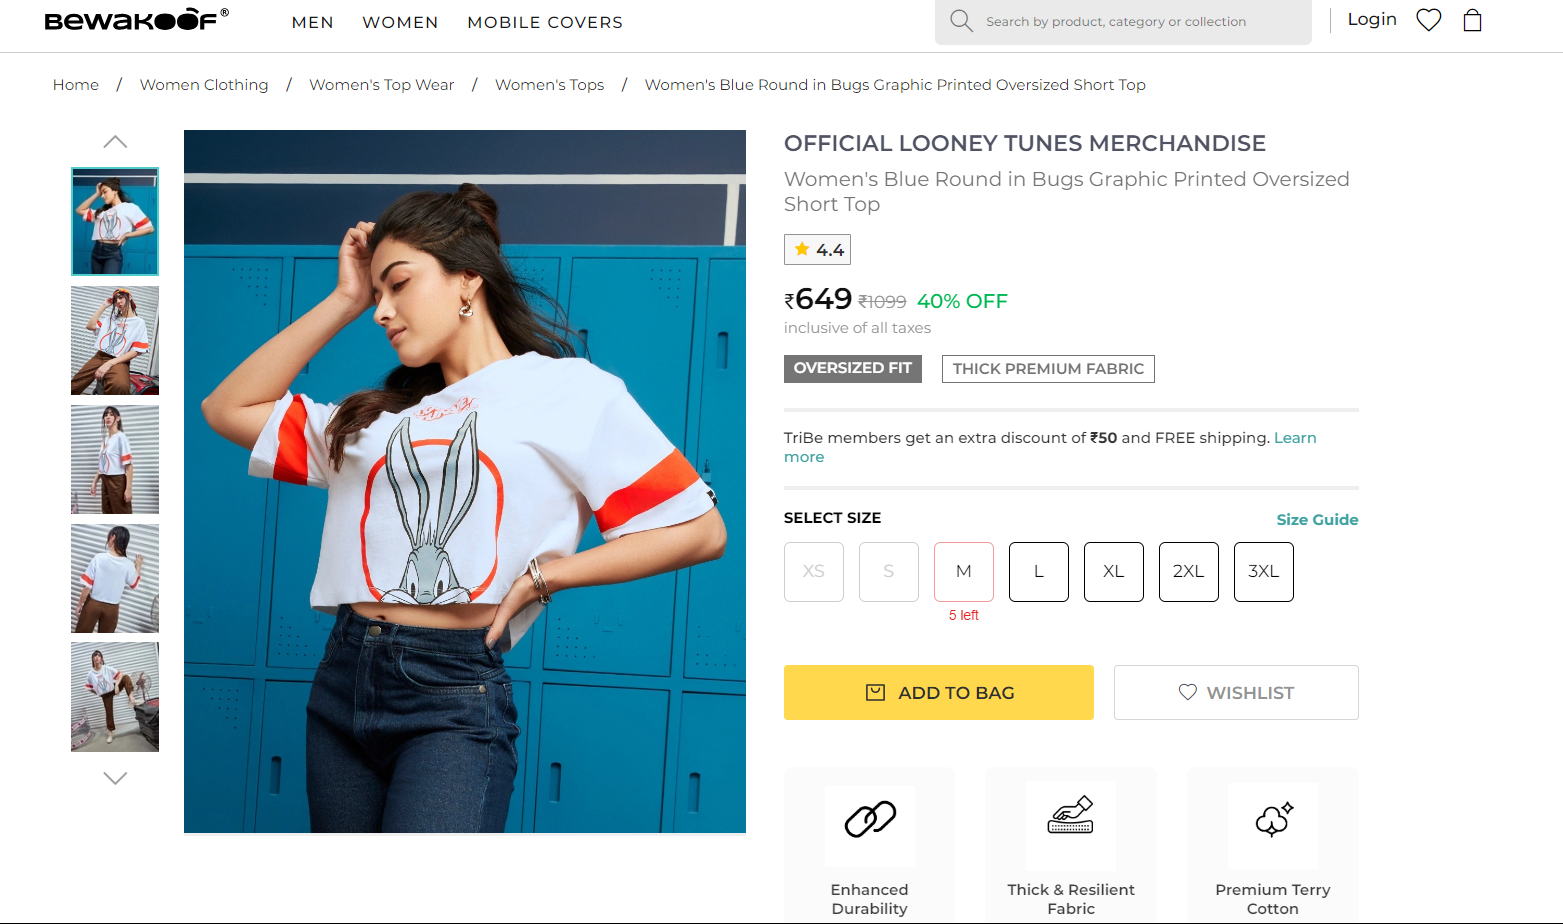 BEWAKOOF®
MEN WOMEN MOBILE COVERS
Search by product, category or collection
Login
Home / Women Clothing / Women's Top Wear / Women's Tops / Women's Blue Round in Bugs Graphic Printed Oversized Short Top
OFFICIAL LOONEY TUNES MERCHANDISE
Women's Blue Round in Bugs Graphic Printed Oversized
Short Top
4.4
₹649 ₹1099 40% OFF
inclusive of all taxes
OVERSIZED FIT THICK PREMIUM FABRIC
TriBe members get an extra discount of ₹50 and FREE shipping. Learn
more
SELECT SIZE
Size Guide
XS S M L XL 2XL 3XL
5 left
ADD TO BAG
WISHLIST
Enhanced
Durability
Thick & Resilient
Fabric
Premium Terry
Cotton